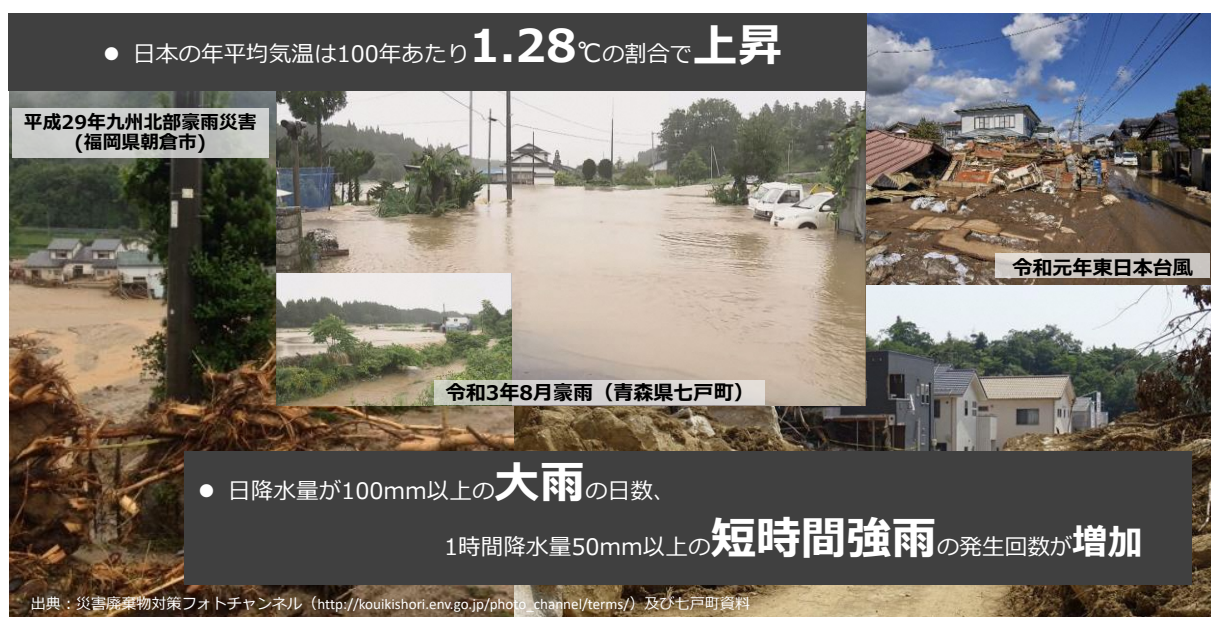 ● 日本の年平均気温は100年あたり1.28℃の割合で上昇
平成29年九州北部豪雨災害
(福岡県朝倉市)
令和元年東日本台風
令和3年8月豪雨（青森県七戸町）
● 日降水量が100mm以上の大雨の日数、
1時間降水量50mm以上の短時間強雨の発生回数が増加
出典：災害廃棄物対策フォトチャンネル（http://kouikishori.env.go.jp/photo_channel/terms/）及び七戸町資料